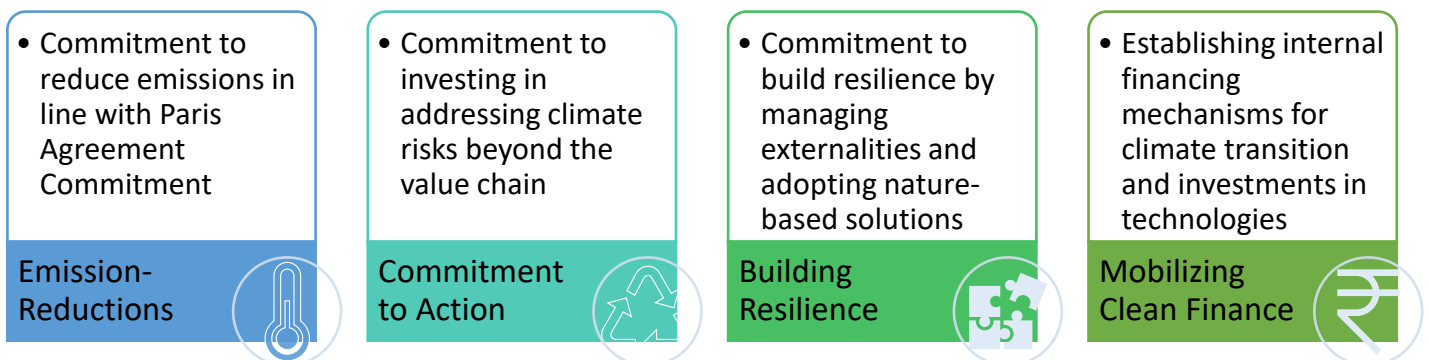 • Commitment to
reduce emissions in
line with Paris
Agreement
Commitment
Emission-
Reductions
• Commitment to
investing in
addressing climate
risks beyond the
value chain
Commitment
to Action
• Commitment to
build resilience by
managing
externalities and
adopting nature-
based solutions
Building
Resilience
• Establishing internal
financing
mechanisms for
climate transition
and investments in
technologies
Mobilizing
Clean Finance
₹